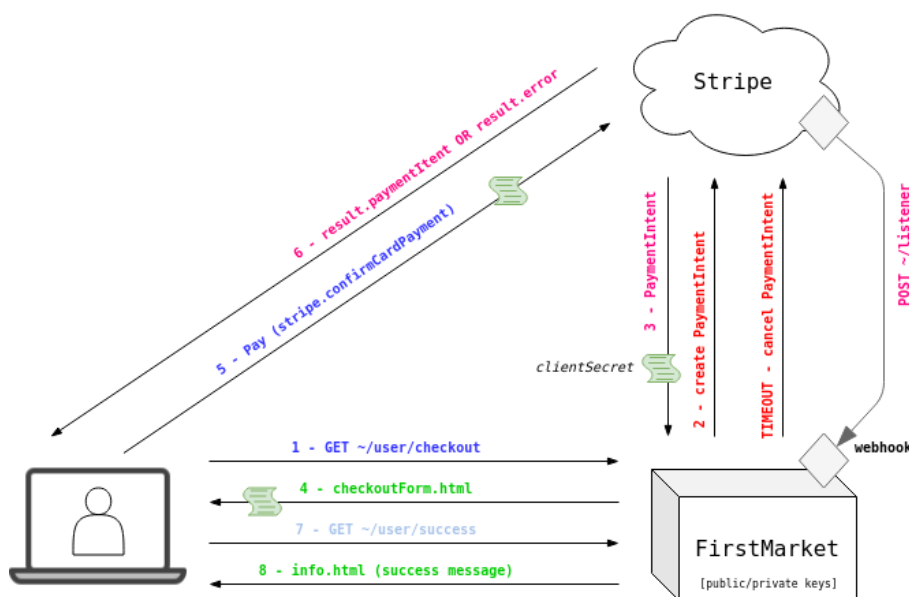 Stripe
6 - result.paymentItent OR result.error
5 - Pay (stripe.confirmCardPayment)
3 - PaymentIntent
2 - create PaymentIntent
TIMEOUT - cancel PaymentIntent
POST ~/listener
clientSecret
webhook
1 - GET ~/user/checkout
4 - checkoutForm.html
7 - GET ~/user/success
8 - info.html (success message)
FirstMarket
[public/private keys]